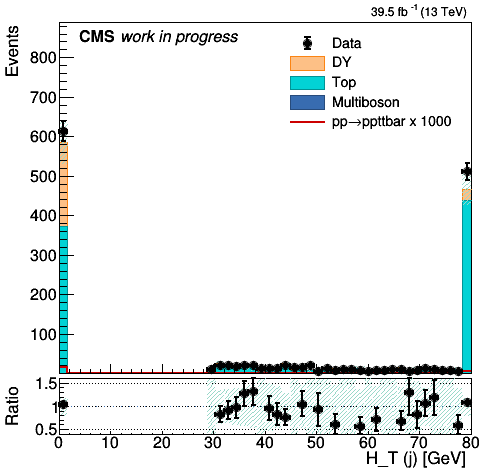 39.5 fb⁻¹ (13 TeV)
CMS work in progress
Events
Data
DY
Top
Multiboson
pp→ppttbar x 1000
800
700
600
500
400
300
200
100
Ratio
1.5
1
0.5
0 10 20 30 40 50 60 70 80
H_T (j) [GeV]